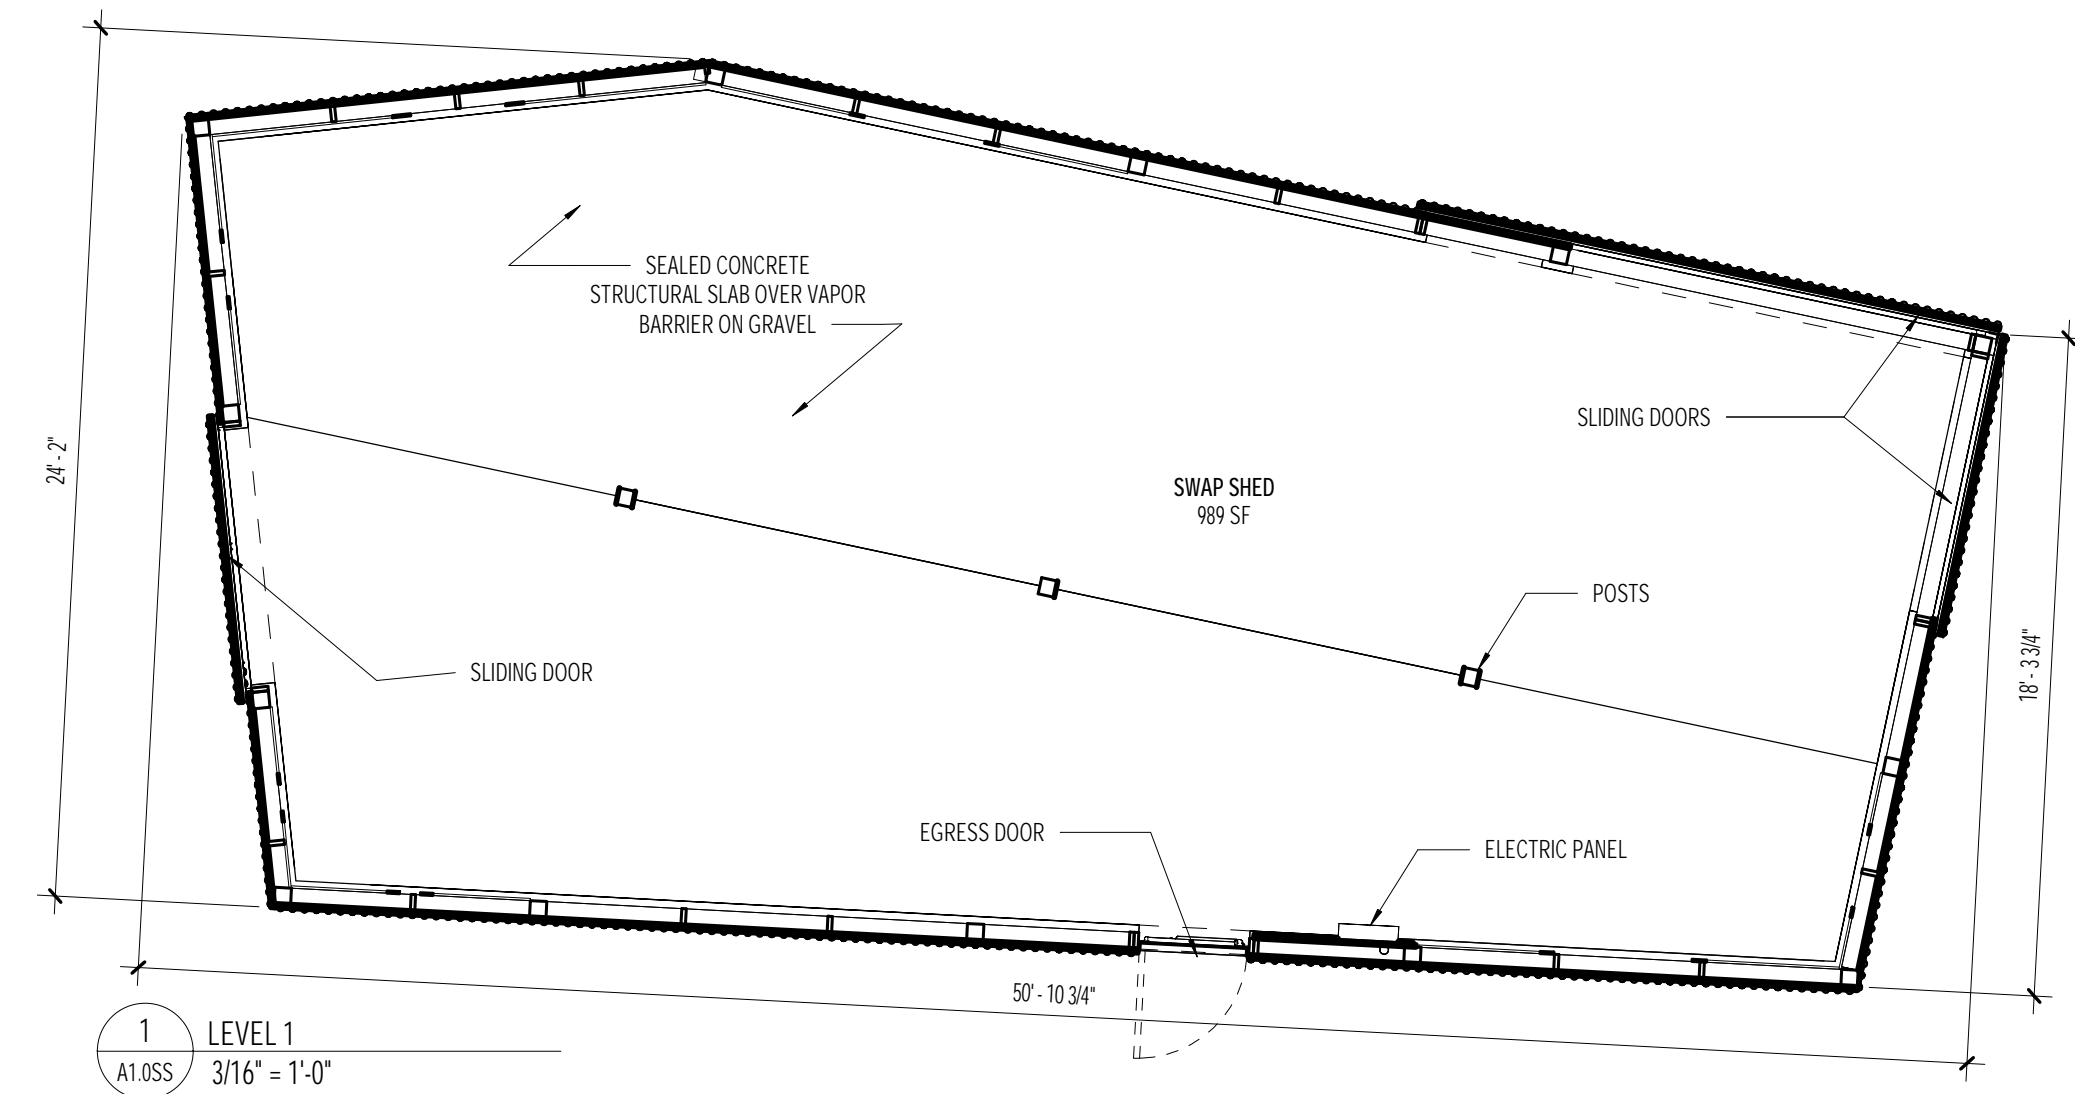 24' - 2"
SEALED CONCRETE
STRUCTURAL SLAB OVER VAPOR
BARRIER ON GRAVEL
SLIDING DOORS
SWAP SHED
989 SF
POSTS
SLIDING DOOR
18' - 3 3/4"
EGRESS DOOR
ELECTRIC PANEL
50' - 10 3/4"
1
A1.0SS
LEVEL 1
3/16" = 1'-0"